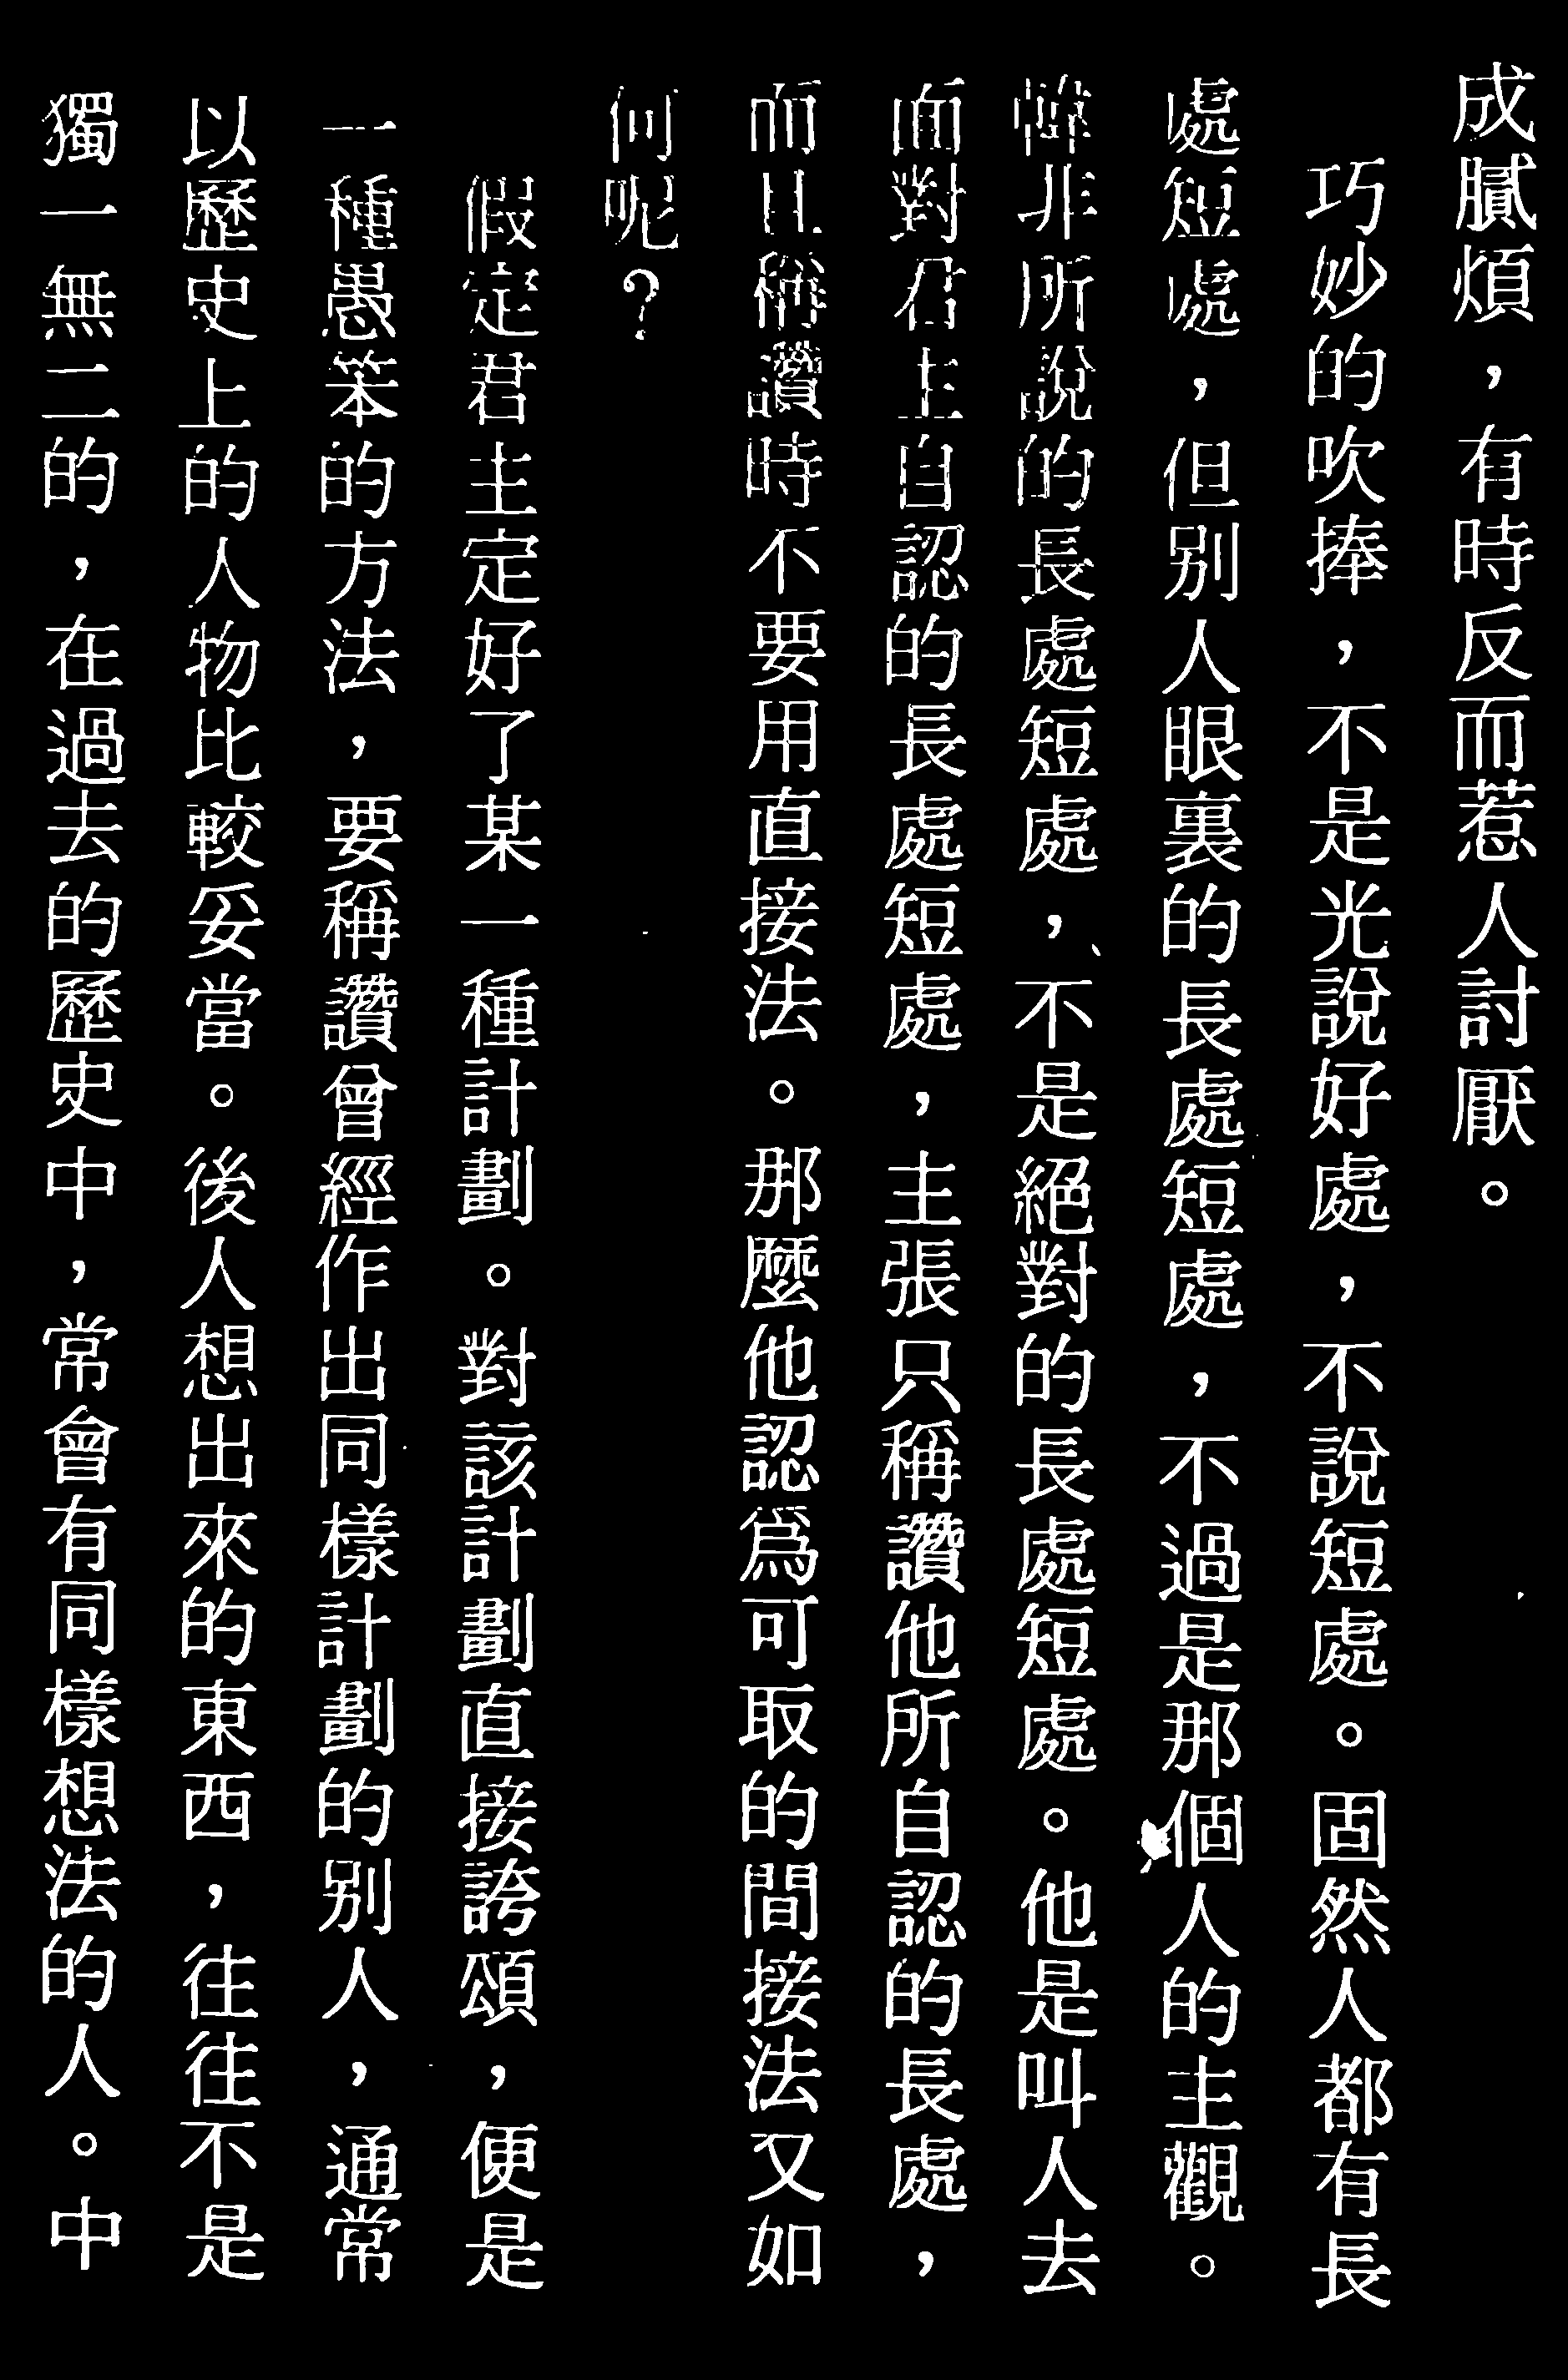 成膩煩，有時反而惹人討厭。
巧妙的吹捧，不是光說好處，不說短處。固然人都有長
處短處，但別人眼裏的長處短處，不過是那個人的主觀。
韓非所說的長處短處，不是絕對的長處短處。他是叫人去
面對君主自認的長處短處，主張只稱讚他所自認的長處，
而且稱讚時不要用直接法。那麼他認爲可取的間接法又如
何呢？
假定君主定好了某一種計劃。對該計劃直接誇頌，便是
一種愚笨的方法，要稱讚曾經作出同樣計劃的別人，通常
以歷史上的人物比較妥當。後人想出來的東西，往往不是
獨一無二的，在過去的歷史中，常會有同樣想法的人。中